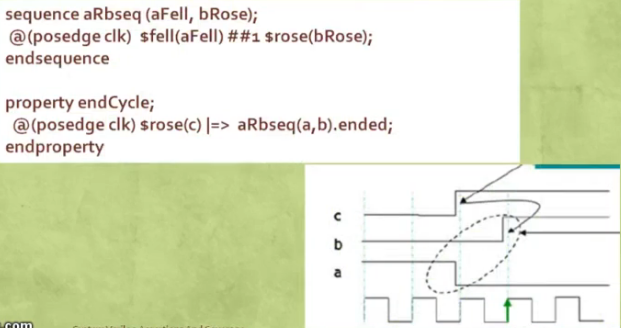 sequence aRbseq (aFell, bRose);
@(posedge clk) $fell(aFell) ##1 $rose(bRose);
endsequence
property endCycle;
@(posedge clk) $rose(c) |=> aRbseq(a,b).ended;
endproperty
c
b
a
.com